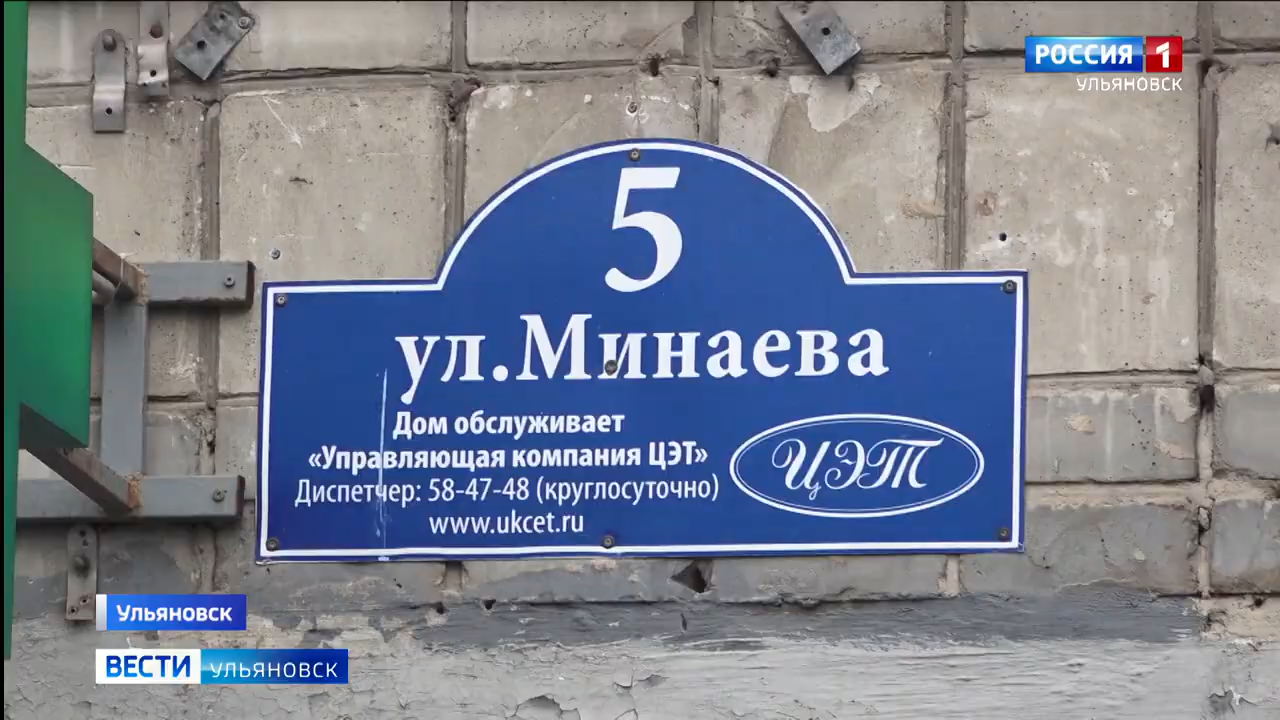 РОССИЯ 1
УЛЬЯНОВСК
5
ул.Минаева
Дом обслуживает
«Управляющая компания ЦЭТ»
Диспетчер: 58-47-48 (круглосуточно)
www.ukcet.ru
ЦЭТ
Ульяновск
ВЕСТИ УЛЬЯНОВСК